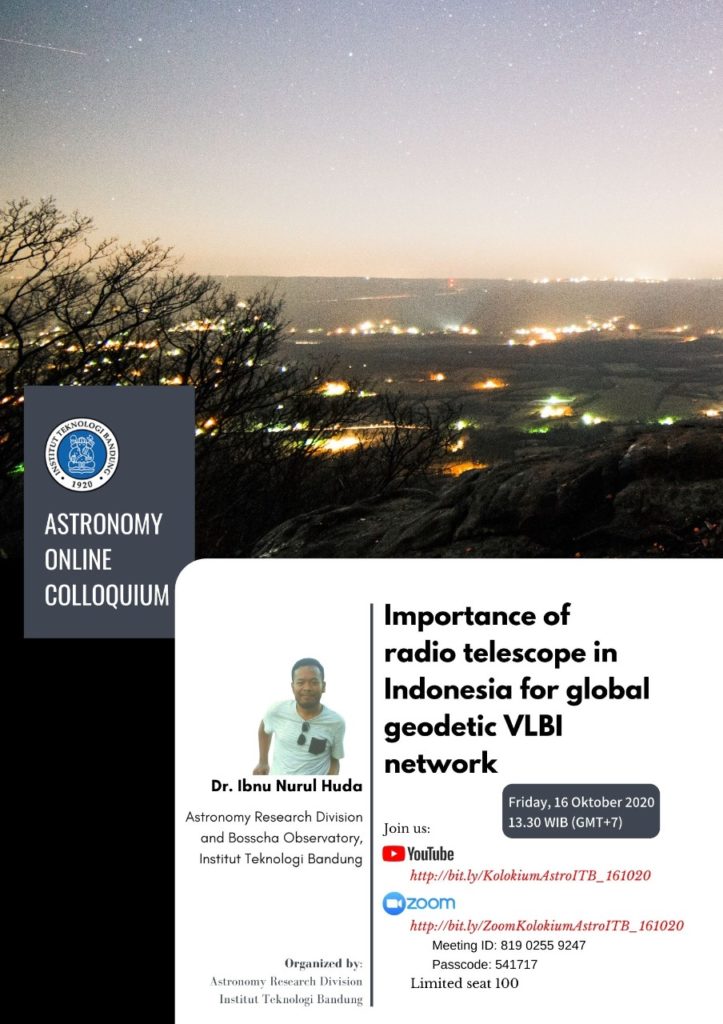 INSTITUT TEKNOLOGI BANDUNG
1920
ASTRONOMY
ONLINE
COLLOQUIUM
Importance of
radio telescope in
Indonesia for global
geodetic VLBI
network
Dr. Ibnu Nurul Huda
Astronomy Research Division
and Bosscha Observatory,
Institut Teknologi Bandung
Friday, 16 Oktober 2020
13.30 WIB (GMT+7)
Join us:
YouTube
http://bit.ly/KolokiumAstroITB_161020
zoom
http://bit.ly/ZoomKolokiumAstroITB_161020
Meeting ID: 819 0255 9247
Passcode: 541717
Limited seat 100
Organized by:
Astronomy Research Division
Institut Teknologi Bandung